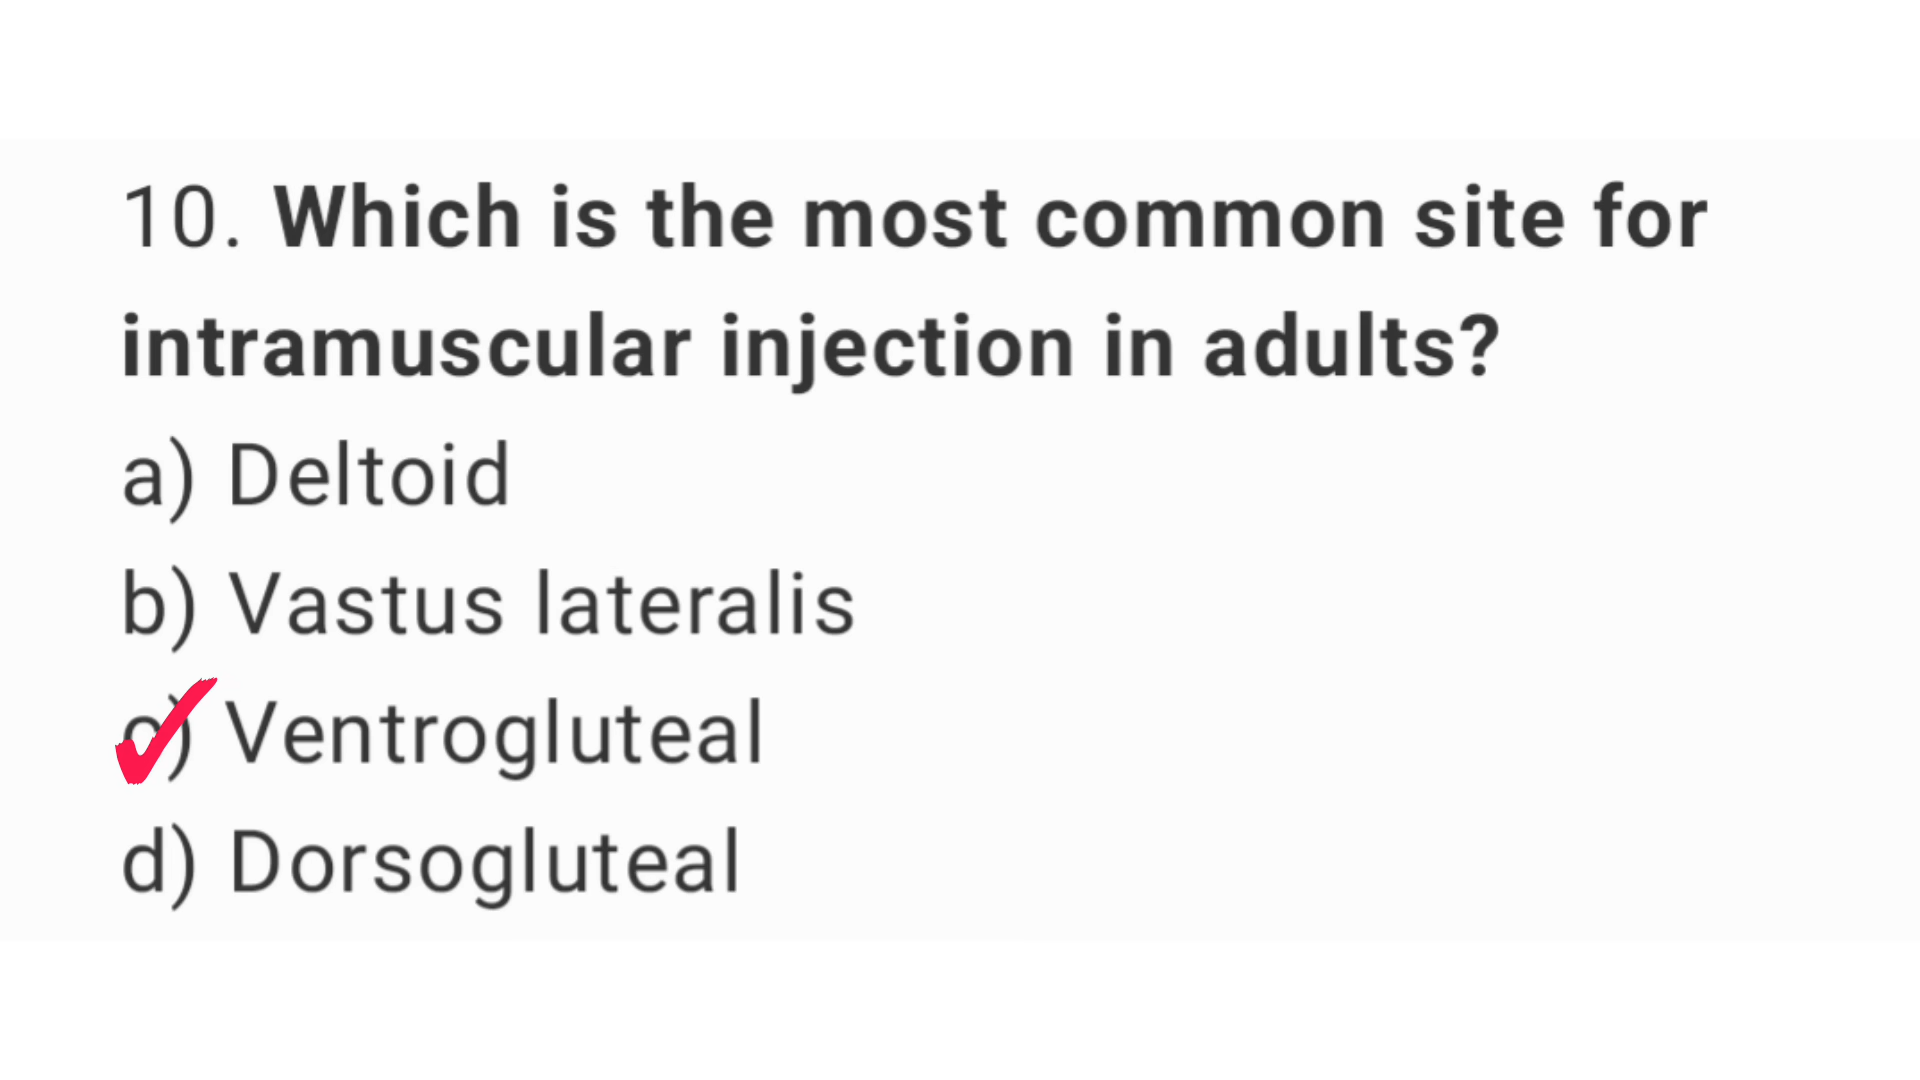 10. Which is the most common site for
intramuscular injection in adults?
a) Deltoid
b) Vastus lateralis
c) Ventrogluteal
d) Dorsogluteal